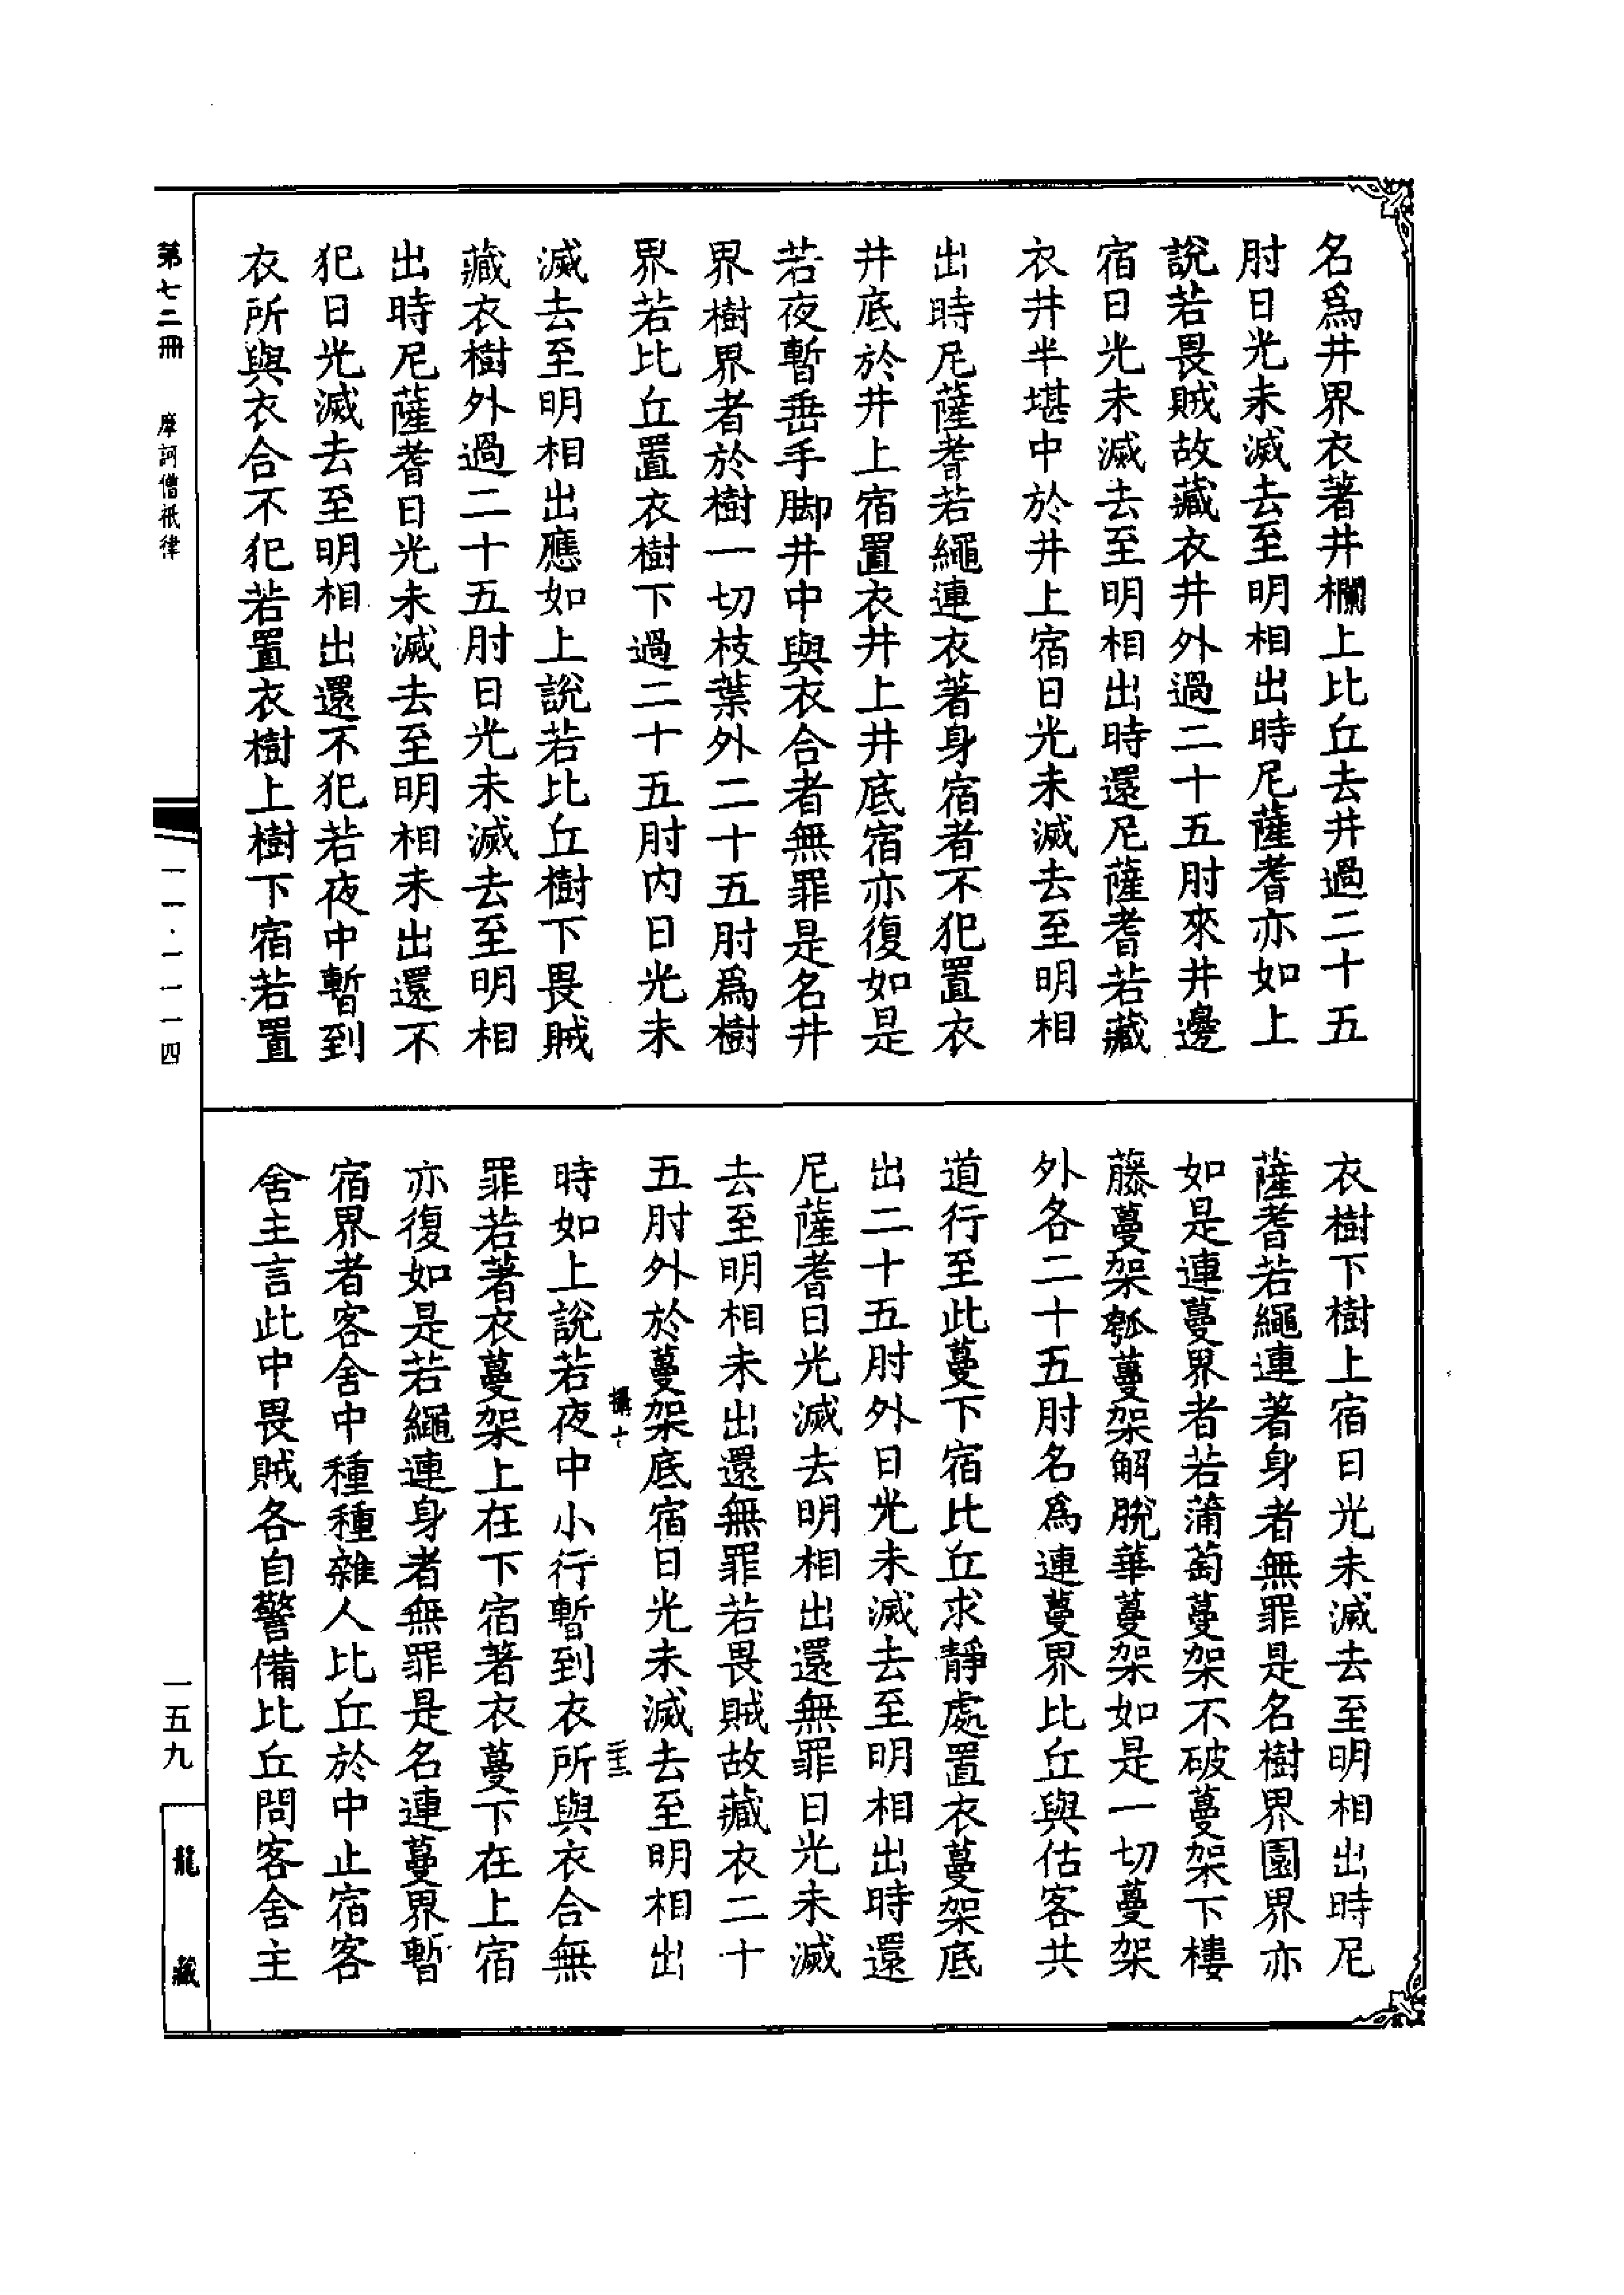 名爲井界衣著井欄上比丘去井過二十五
肘日光未滅去至明相出時尼薩耆亦如上
說若畏賊故藏衣井外過二十五肘來井邊
宿日光未滅去至明相出時還尼薩耆若藏
衣井半堪中於井上宿日光未滅去至明相
出時尼薩耆若繩連衣著身宿者不犯置衣
井底於井上宿置衣井上井底宿亦復如是
若夜暫垂手脚井中與衣合者無罪是名井
界樹界者於樹一切枝葉外二十五肘爲樹
界若比丘置衣樹下過二十五肘內日光未
滅去至明相出應如上說若比丘樹下畏賊
藏衣樹外過二十五肘日光未滅去至明相
出時尼薩耆日光未滅去至明相未出還不
犯日光滅去至明相出還不犯若夜中暫到
衣所與衣合不犯若置衣樹上樹下宿若置
衣樹下樹上宿日光未滅去至明相出時尼
薩耆若繩連著身者無罪是名樹界園界亦
如是連蔓界者若蒲萄蔓架不破蔓架下樓
藤蔓架瓠蔓架解脫華蔓架如是一切蔓架
外各二十五肘名爲連蔓界比丘與估客共
道行至此蔓下宿比丘求靜處置衣蔓架底
出二十五肘外日光未滅去至明相出時還
尼薩耆日光滅去明相出還無罪日光未滅
去至明相未出還無罪若畏賊故藏衣二十
五肘外於蔓架底宿日光未滅去至明相出
時如上說若夜中小行暫到衣所與衣合無
罪若著衣蔓架上在下宿著衣蔓下在上宿
亦復如是若繩連身者無罪是名連蔓界暫
宿界者客舍中種種雜人比丘於中止宿客
舍主言此中畏賊各自警備比丘問客舍主
第七二冊 摩訶僧祇律
一一·一一一四
一五九
龍藏